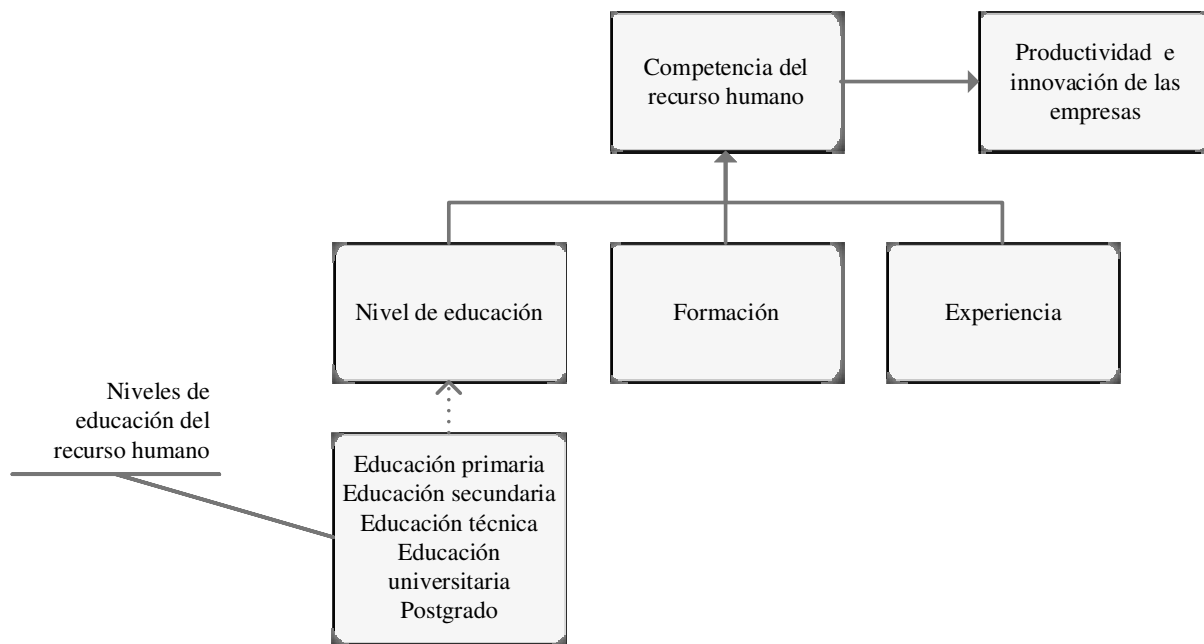 Competencia del
recurso humano
Productividad e
innovación de las
empresas
Nivel de educación
Formación
Experiencia
Niveles de
educación del
recurso humano
Educación primaria
Educación secundaria
Educación técnica
Educación
universitaria
Postgrado